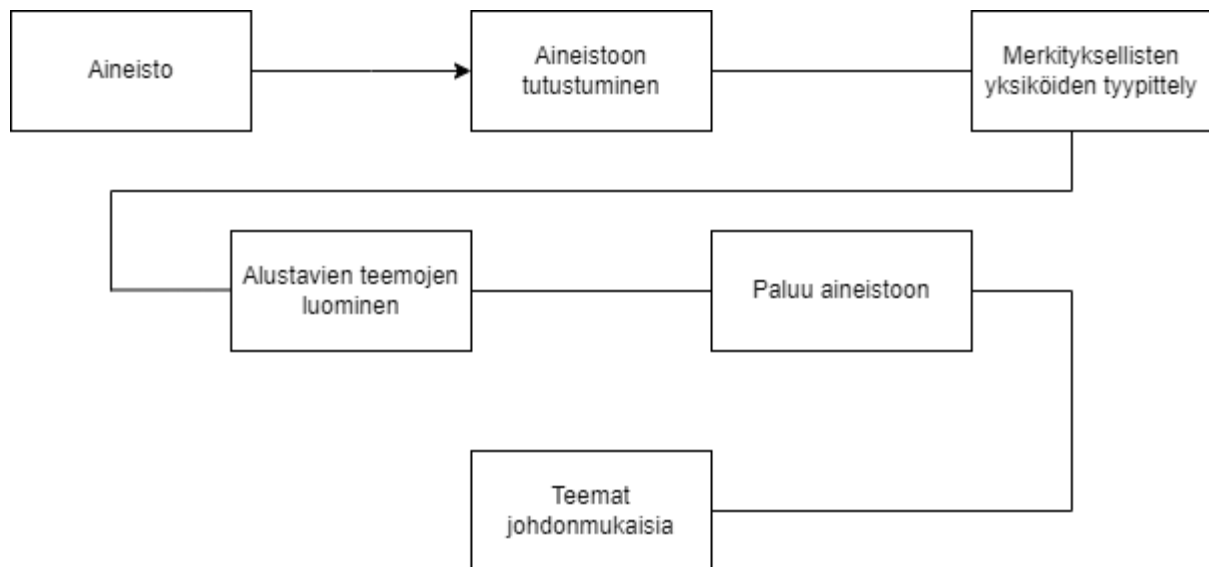 Aineisto
Aineistoon
tutustuminen
Merkityksellisten
yksiköiden tyypittely
Alustavien teemojen
luominen
Paluu aineistoon
Teemat
johdonmukaisia